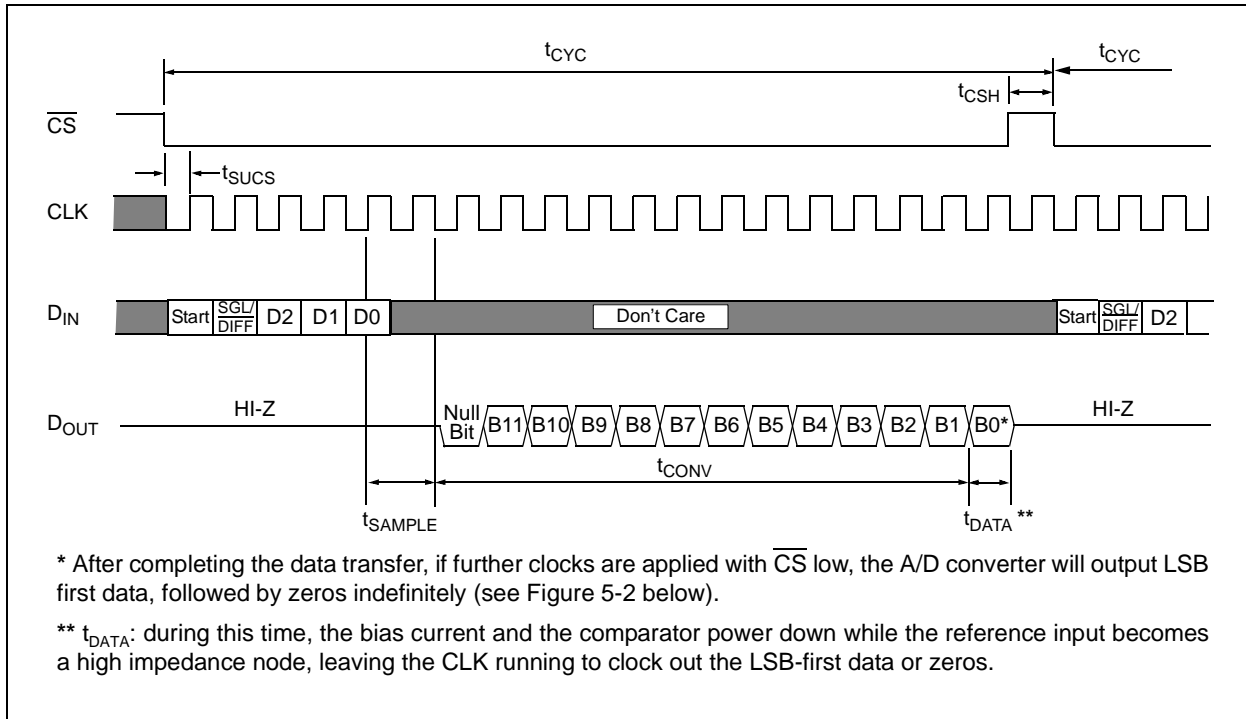 tCYC tCYC
tCSH
CS
tSUCS
CLK
DIN Start SGL/DIFF D2 D1 D0 Don't Care Start SGL/DIFF D2
HI-Z HI-Z
DOUT Null Bit B11 B10 B9 B8 B7 B6 B5 B4 B3 B2 B1 B0*
tCONV
tSAMPLE tDATA **
* After completing the data transfer, if further clocks are applied with CS low, the A/D converter will output LSB
first data, followed by zeros indefinitely (see Figure 5-2 below).
** tDATA: during this time, the bias current and the comparator power down while the reference input becomes
a high impedance node, leaving the CLK running to clock out the LSB-first data or zeros.